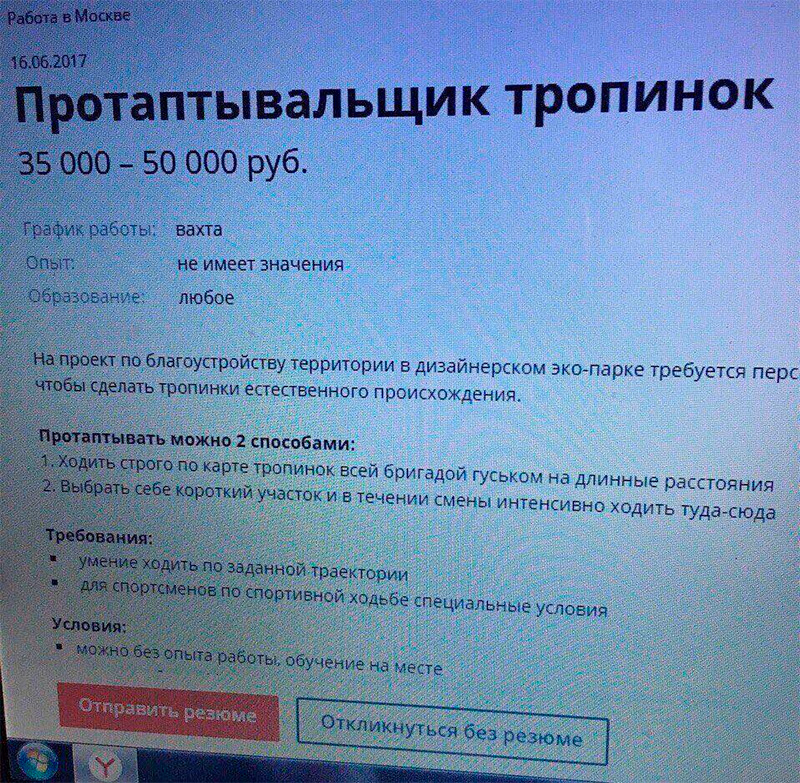 Работа в Москве
16.06.2017
Протаптывальщик тропинок
35 000 – 50 000 руб.
График работы: вахта
Опыт: не имеет значения
Образование: любое
На проект по благоустройству территории в дизайнерском эко-парке требуется перс
чтобы сделать тропинки естественного происхождения.
Протаптывать можно 2 способами:
1. Ходить строго по карте тропинок всей бригадой гуськом на длинные расстояния
2. Выбрать себе короткий участок и в течении смены интенсивно ходить туда-сюда
Требования:
▪ умение ходить по заданной траектории
▪ для спортсменов по спортивной ходьбе специальные условия
Условия:
▪ можно без опыта работы, обучение на месте
Отправить резюме
Откликнуться без резюме